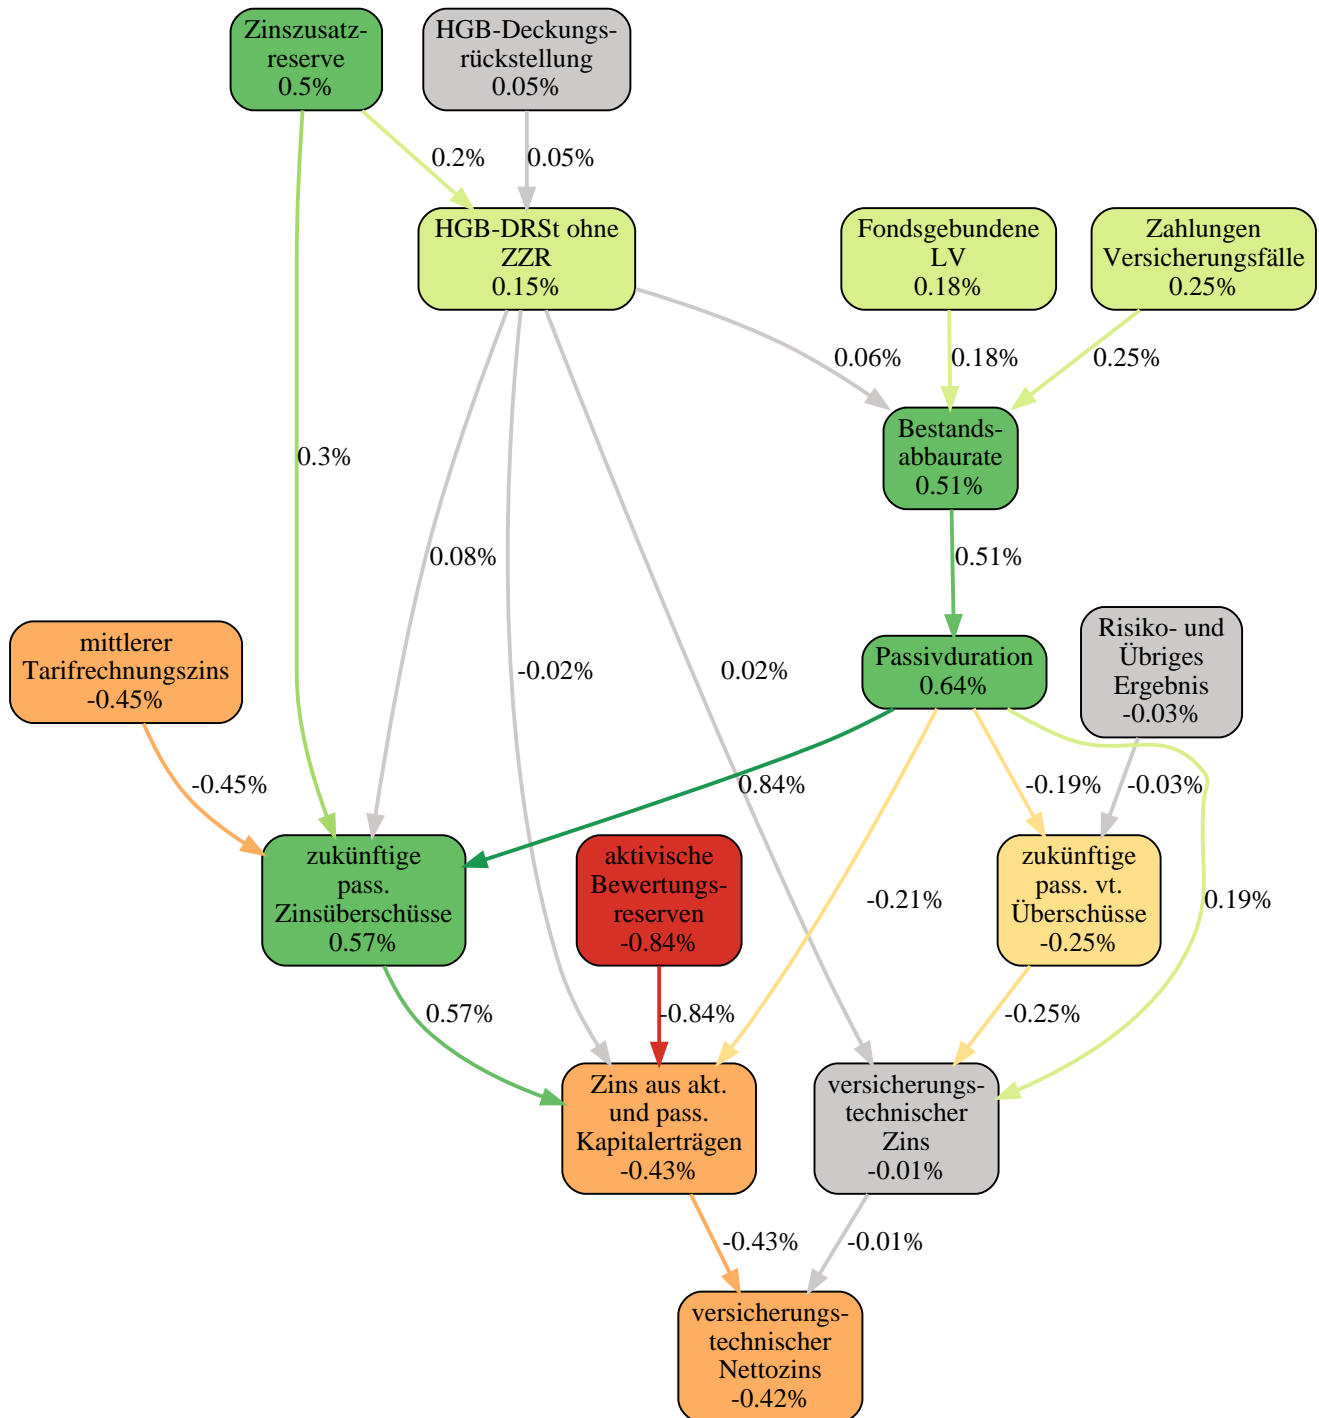 Zinszusatz-
reserve
0.5%
HGB-Deckungs-
rückstellung
0.05%
0.2%
0.05%
HGB-DRSt ohne
ZZR
0.15%
Fondsgebundene
LV
0.18%
Zahlungen
Versicherungsfälle
0.25%
0.06%
0.18%
0.25%
Bestands-
abbaurate
0.51%
0.3%
0.08%
0.51%
mittlerer
Tarifrechnungszins
-0.45%
-0.02%
0.02%
Passivduration
0.64%
Risiko- und
Übriges
Ergebnis
-0.03%
-0.45%
0.84%
-0.19%
-0.03%
zukünftige
pass.
Zinsüberschüsse
0.57%
aktivische
Bewertungs-
reserven
-0.84%
-0.21%
zukünftige
pass. vt.
Überschüsse
-0.25%
0.19%
0.57%
-0.84%
-0.25%
Zins aus akt.
und pass.
Kapitalerträgen
-0.43%
versicherungs-
technischer
Zins
-0.01%
-0.43%
-0.01%
versicherungs-
technischer
Nettozins
-0.42%